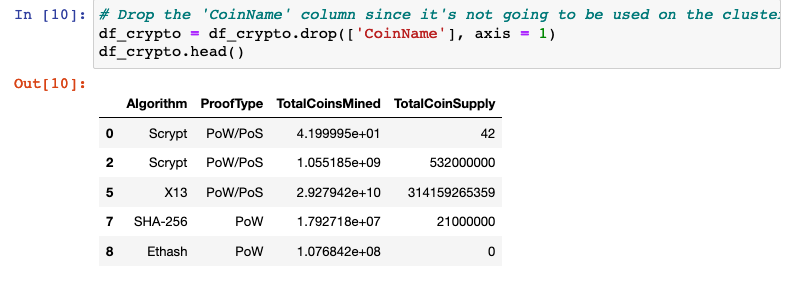 In [10]: # Drop the 'CoinName' column since it's not going to be used on the
df_crypto = df_crypto.drop(['CoinName'], axis = 1)
df_crypto.head()
Out[10]:
Algorithm ProofType TotalCoinsMined TotalCoinSupply
0 Scrypt PoW/PoS 4.199995e+01 42
2 Scrypt PoW/PoS 1.055185e+09 532000000
5 X13 PoW/PoS 2.927942e+10 314159265359
7 SHA-256 PoW 1.792718e+07 21000000
8 Ethash PoW 1.076842e+08 0